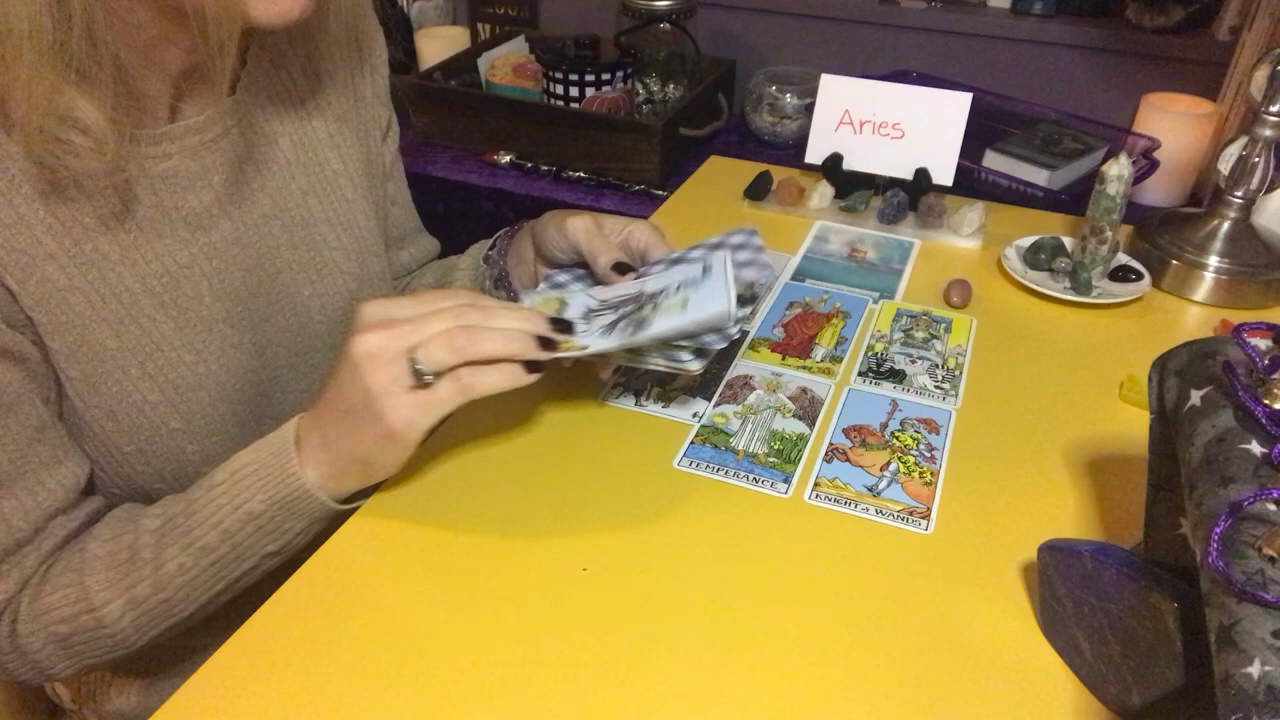 Aries
THE CHARIOT.
TEMPERANCE.
KNIGHT of WANDS